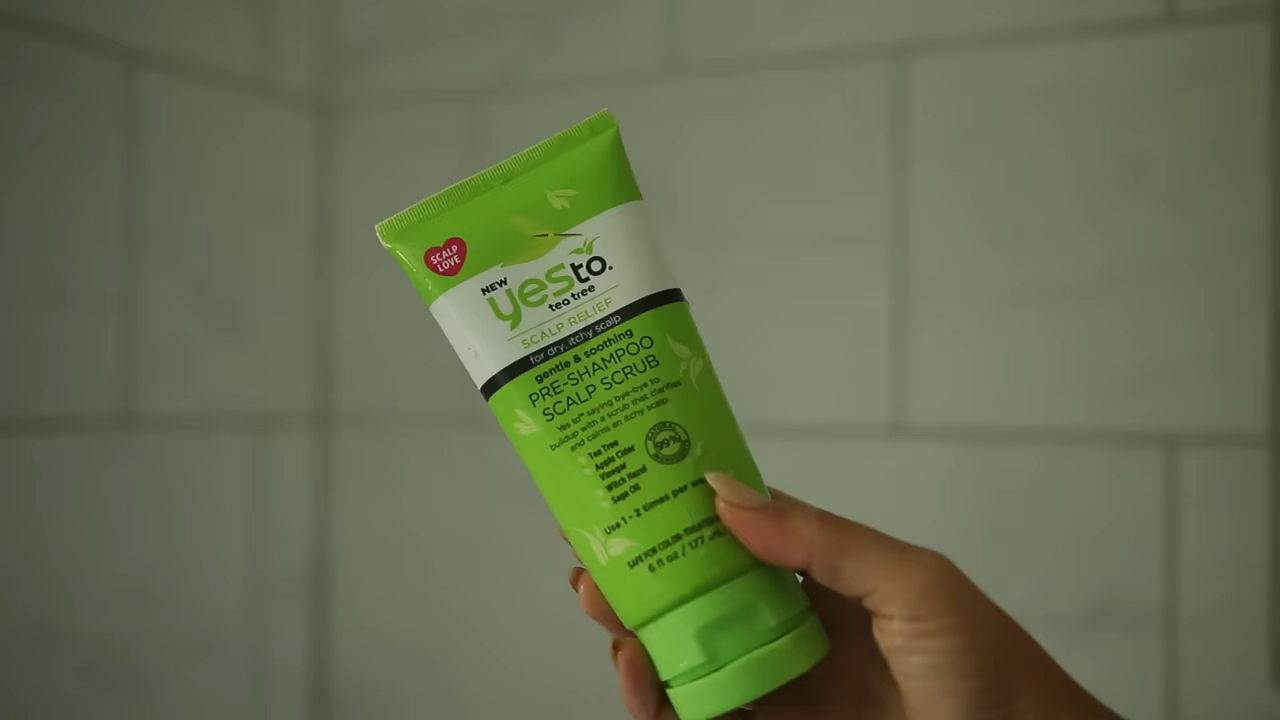 SCALP
LOVE
NEW
yes to.
tea tree
SCALP RELIEF
for dry, itchy scalp
gentle & soothing
PRE-SHAMPOO
SCALP SCRUB
Yes to™ saying bye-bye to
buildup with a scrub that clarifies
and calms an itchy scalp.
Tea Tree
Apple Cider
Vinegar
Witch Hazel
Sage Oil
NATURAL
99%
Use 1 - 2 times per
SAFE FOR COLOR-TREATED
6 fl oz / 177